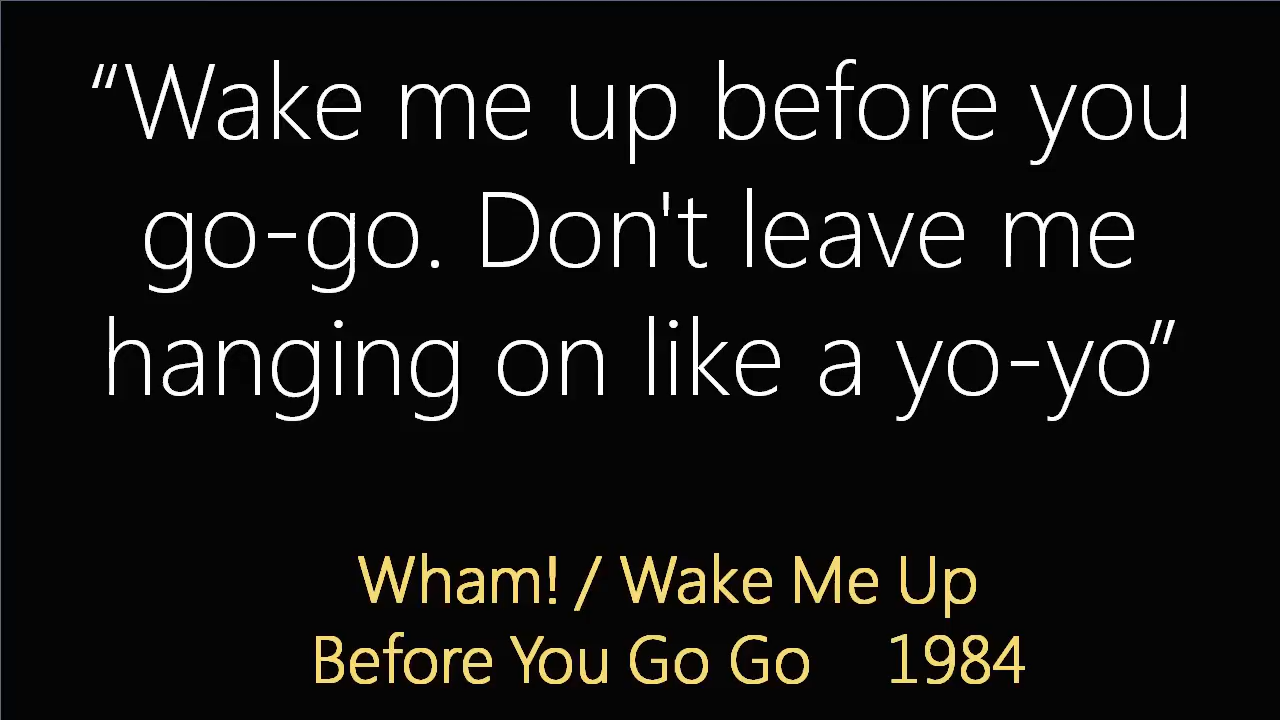 “Wake me up before you
go-go. Don't leave me
hanging on like a yo-yo”
Wham! / Wake Me Up
Before You Go Go 1984